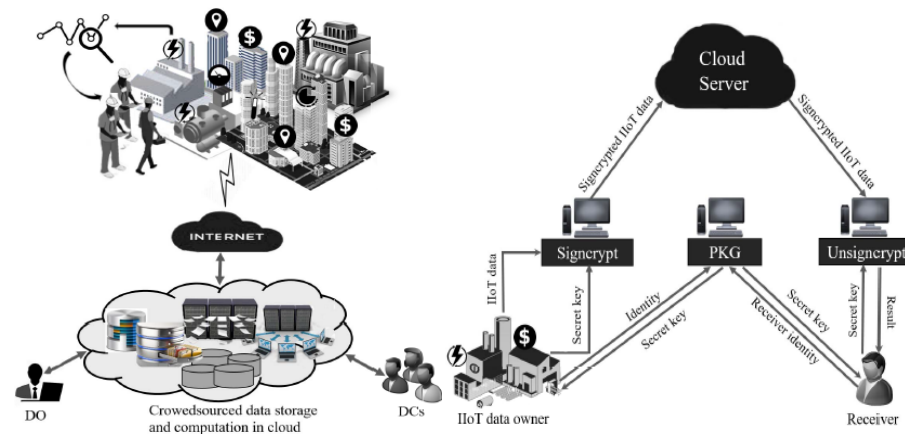 INTERNET
DO
Crowedsourced data storage
and computation in cloud
DCs
Cloud
Server
Signcrypted IIoT data
Signcrypted IIoT data
Signcrypt
PKG
Unsigncrypt
IIoT data
Secret key
Identity
Secret key
Secret key
Receiver identity
Secret key
Result
IIoT data owner
Receiver
$
$
$